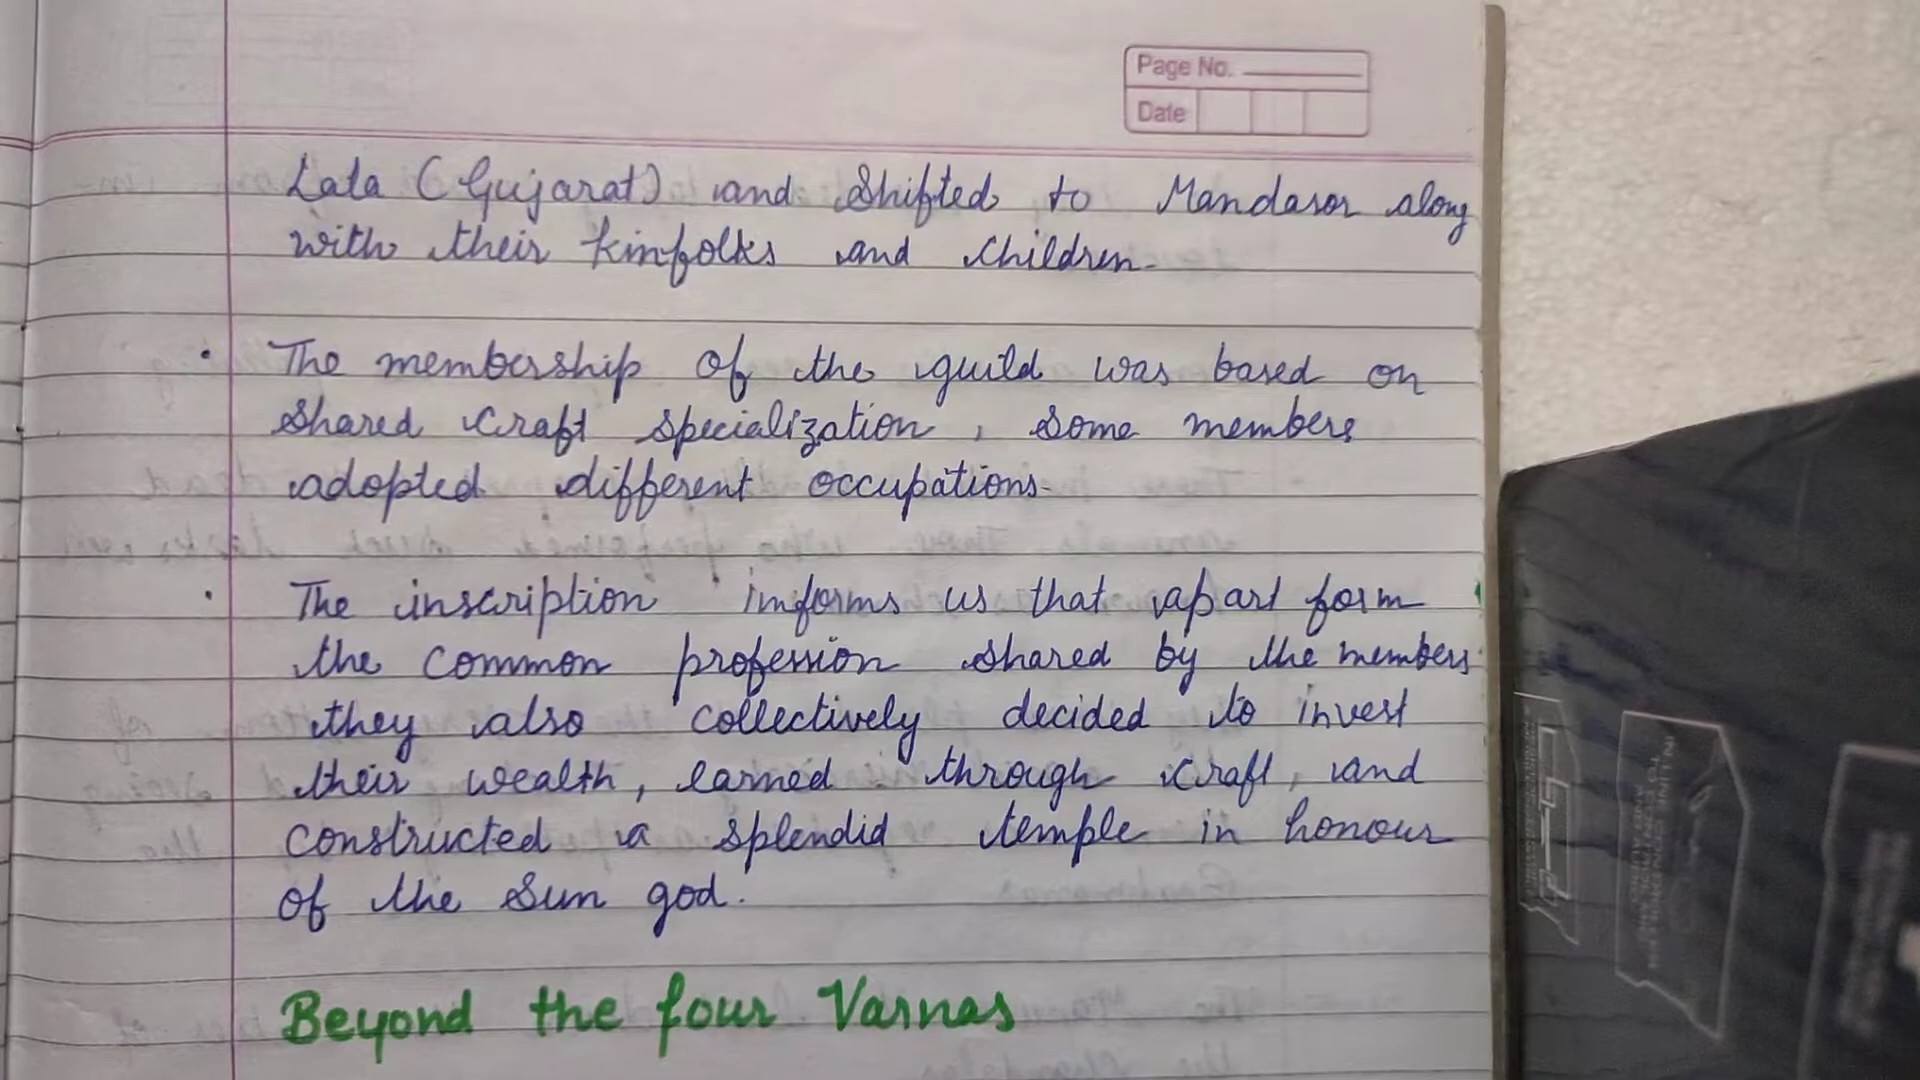 Page No.
Date
Lata (Gujarat) and shifted to Mandasor along
with their kinfolks and children.
· The membership of the guild was based on
shared craft specialization, some members
adopted different occupations.
· The inscription informs us that apart form
the common profession shared by the members
they also collectively decided to invest
their wealth, earned through craft, and
constructed a splendid temple in honour
of the Sun god.
Beyond the four Varnas